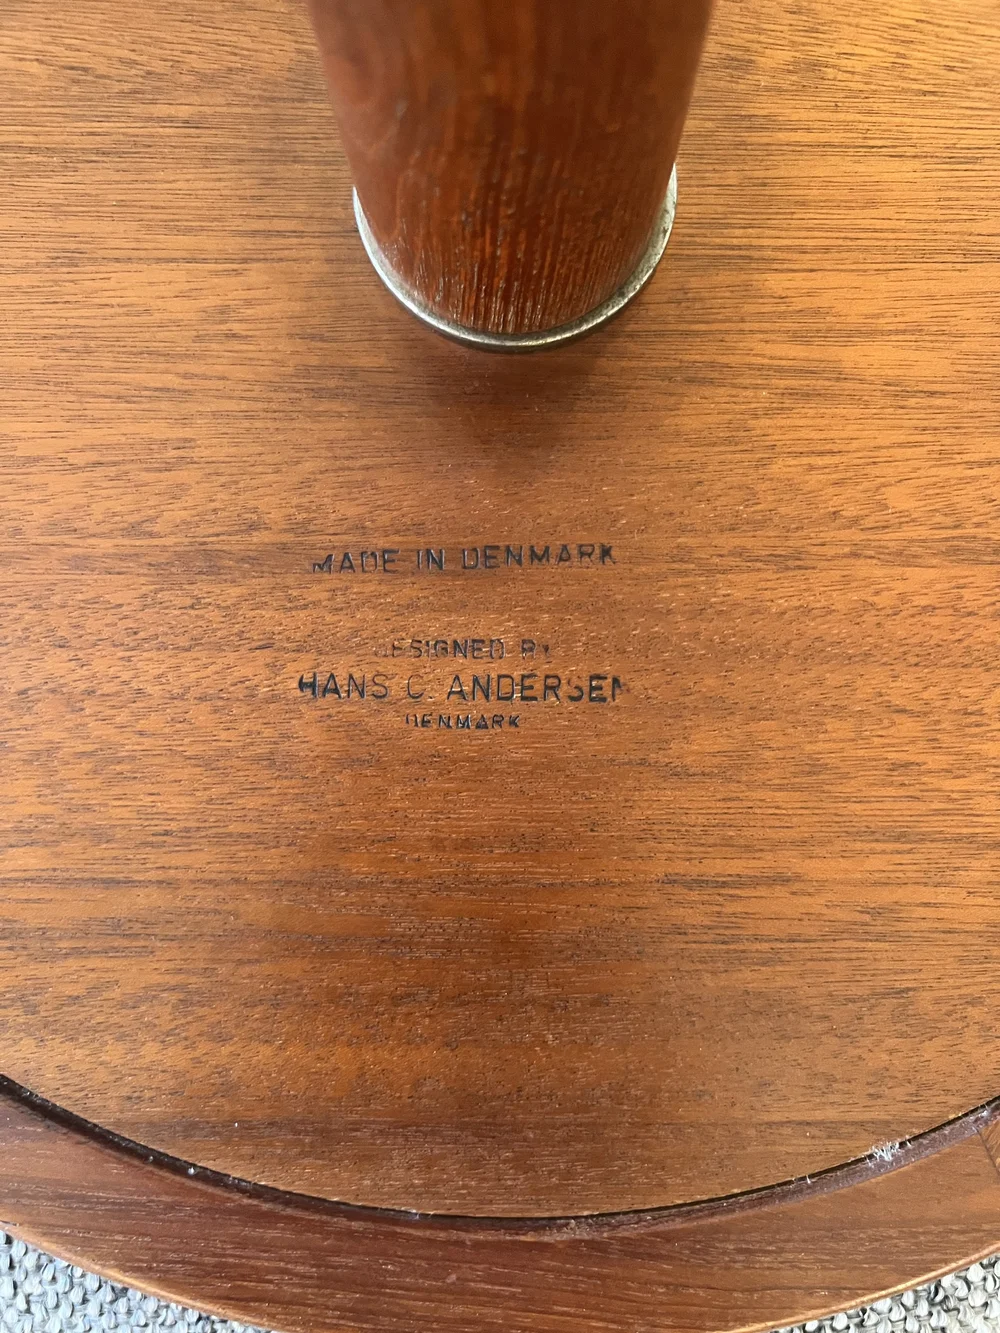 MADE IN DENMARK
DESIGNED BY
HANS C. ANDERSEN
DENMARK